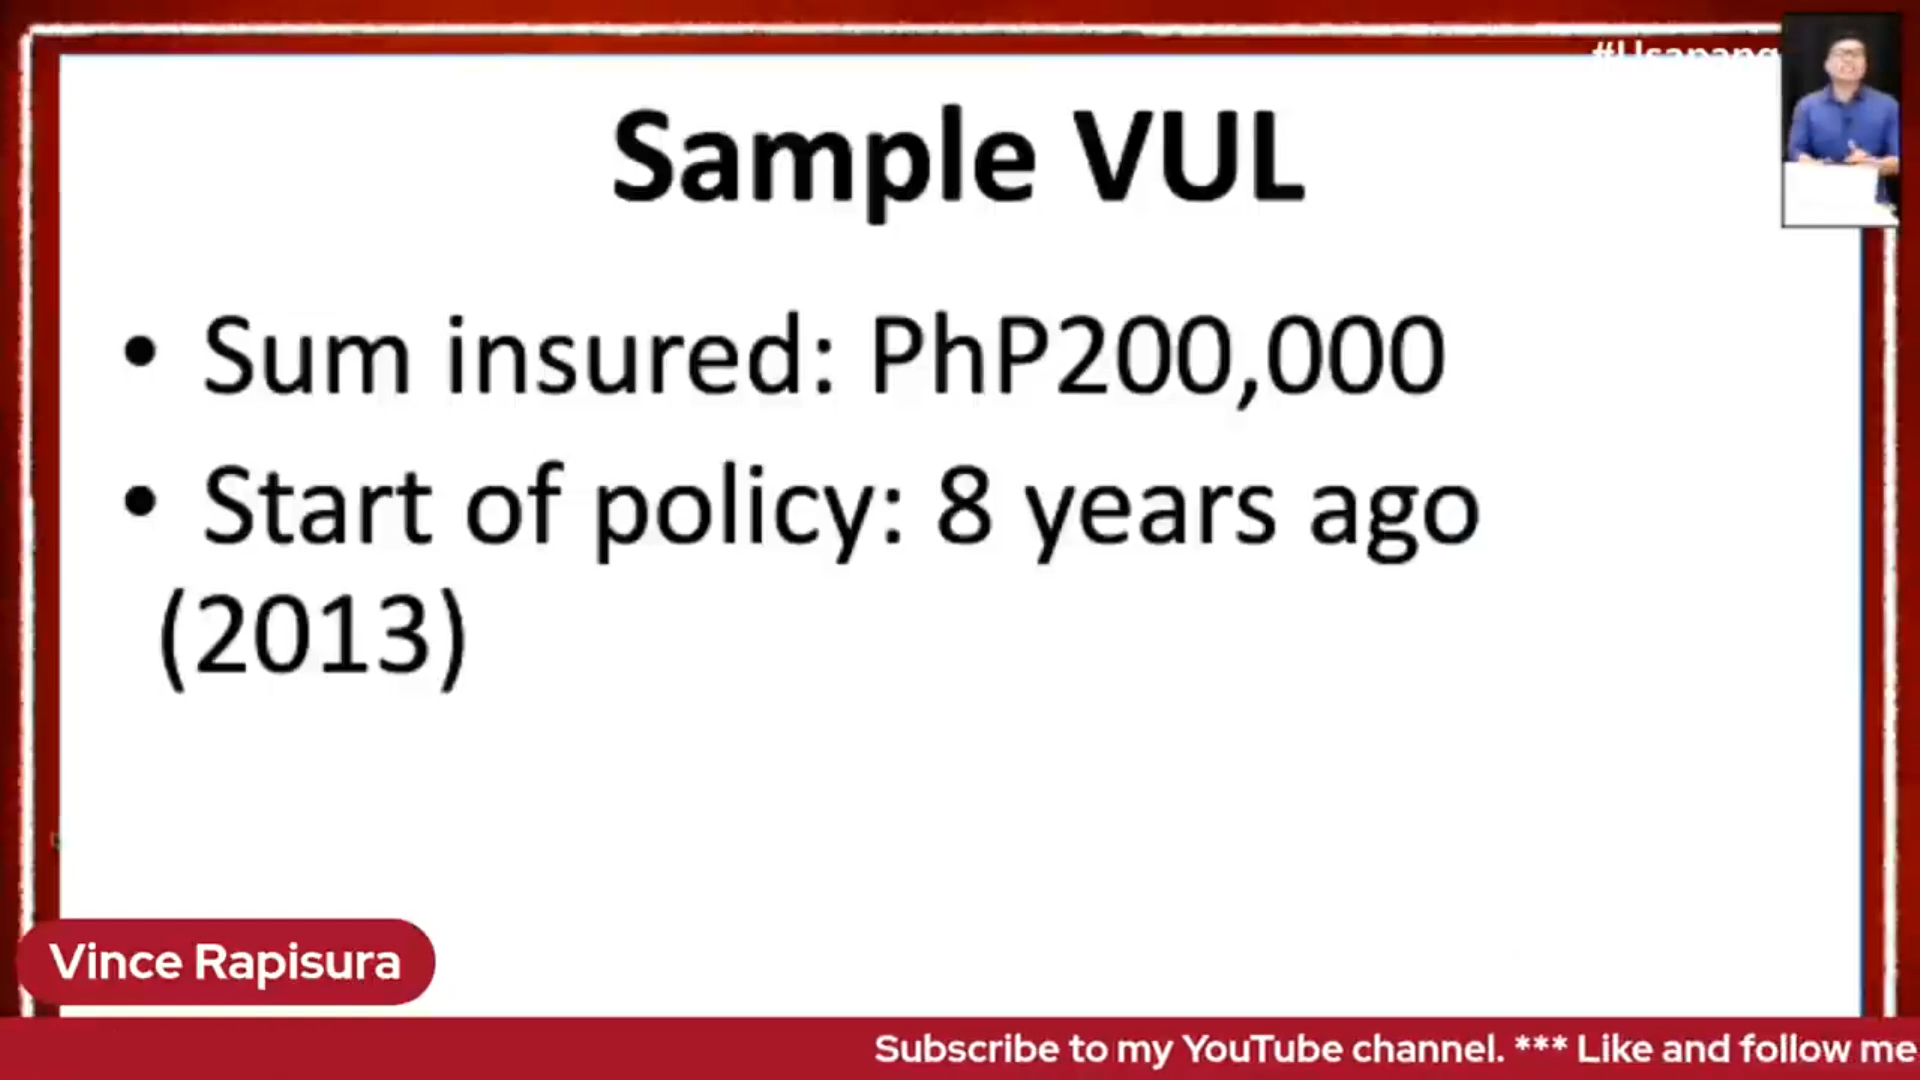 Sample VUL
• Sum insured: PhP200,000
• Start of policy: 8 years ago
(2013)
Vince Rapisura
Subscribe to my YouTube channel. *** Like and follow me